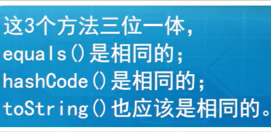 这3个方法三位一体，
equals()是相同的；
hashCode()是相同的；
toString()也应该是相同的。